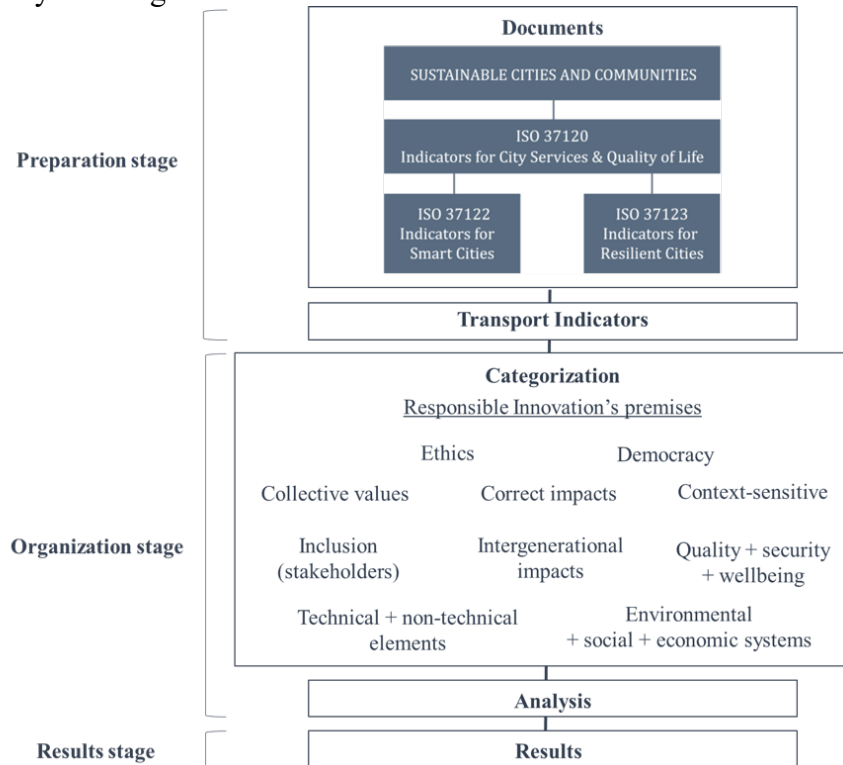 Documents
SUSTAINABLE CITIES AND COMMUNITIES
ISO 37120
Indicators for City Services & Quality of Life
Preparation stage
ISO 37122
Indicators for
Smart Cities
ISO 37123
Indicators for
Resilient Cities
Transport Indicators
Categorization
Responsible Innovation's premises
Ethics
Democracy
Collective values
Correct impacts
Context-sensitive
Organization stage
Inclusion
(stakeholders)
Intergenerational
impacts
Quality + security
+ wellbeing
Technical + non-technical
elements
Environmental
+ social + economic systems
Analysis
Results stage
Results